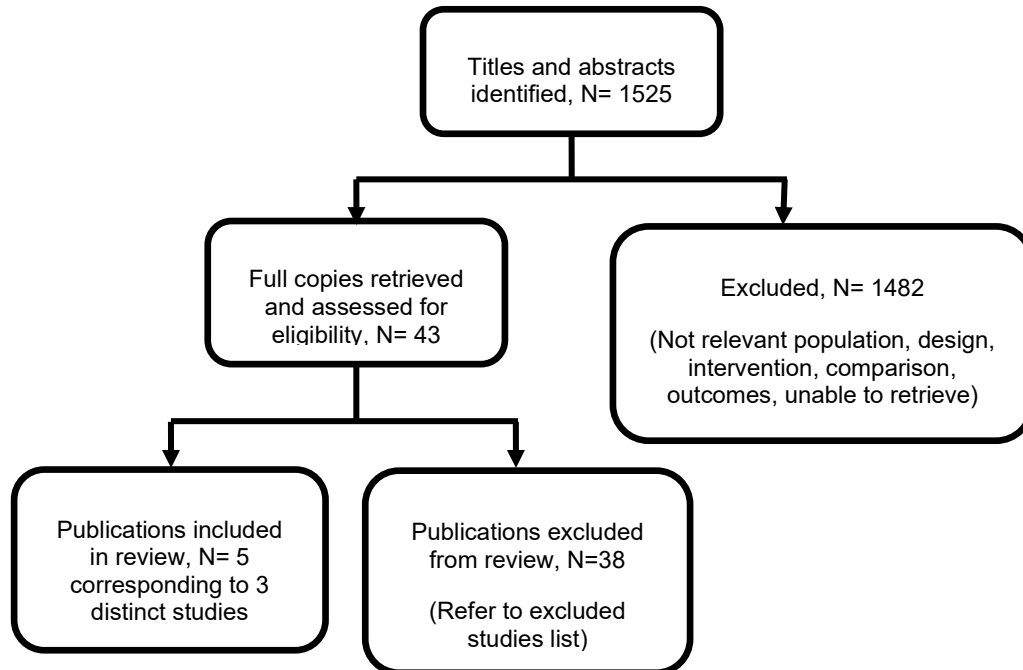 Titles and abstracts
identified, N= 1525
Full copies retrieved
and assessed for
eligibility, N= 43
Excluded, N= 1482
(Not relevant population, design,
intervention, comparison,
outcomes, unable to retrieve)
Publications included
in review, N= 5
corresponding to 3
distinct studies
Publications excluded
from review, N=38
(Refer to excluded
studies list)